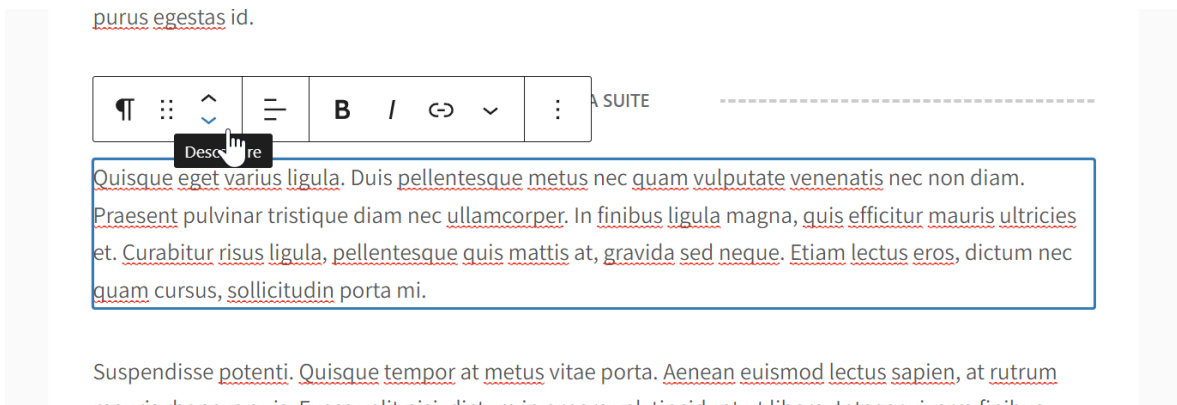 purus egestas id.
A SUITE
B I
Quisque eget varius ligula. Duis pellentesque metus nec quam vulputate venenatis nec non diam.
Praesent pulvinar tristique diam nec ullamcorper. In finibus ligula magna, quis efficitur mauris ultricies
et. Curabitur risus ligula, pellentesque quis mattis at, gravida sed neque. Etiam lectus eros, dictum nec
quam cursus, sollicitudin porta mi.
Suspendisse potenti. Quisque tempor at metus vitae porta. Aenean euismod lectus sapien, at rutrum